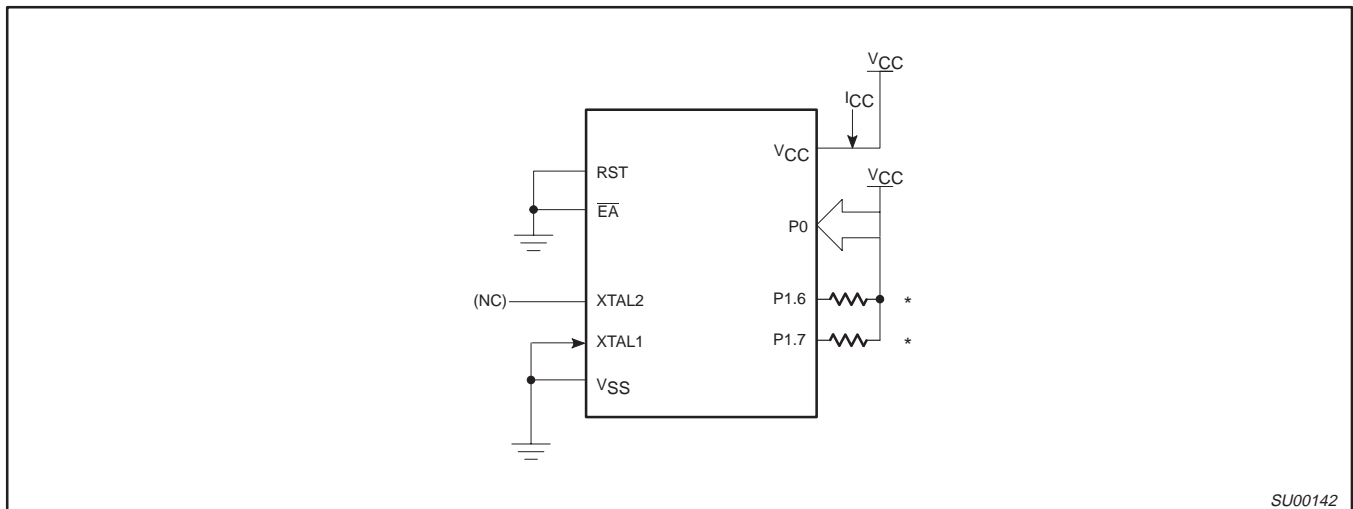 VCC
ICC
VCC
RST
VCC
EA
P0
(NC)
XTAL2
P1.6
*
XTAL1
P1.7
*
VSS
SU00142